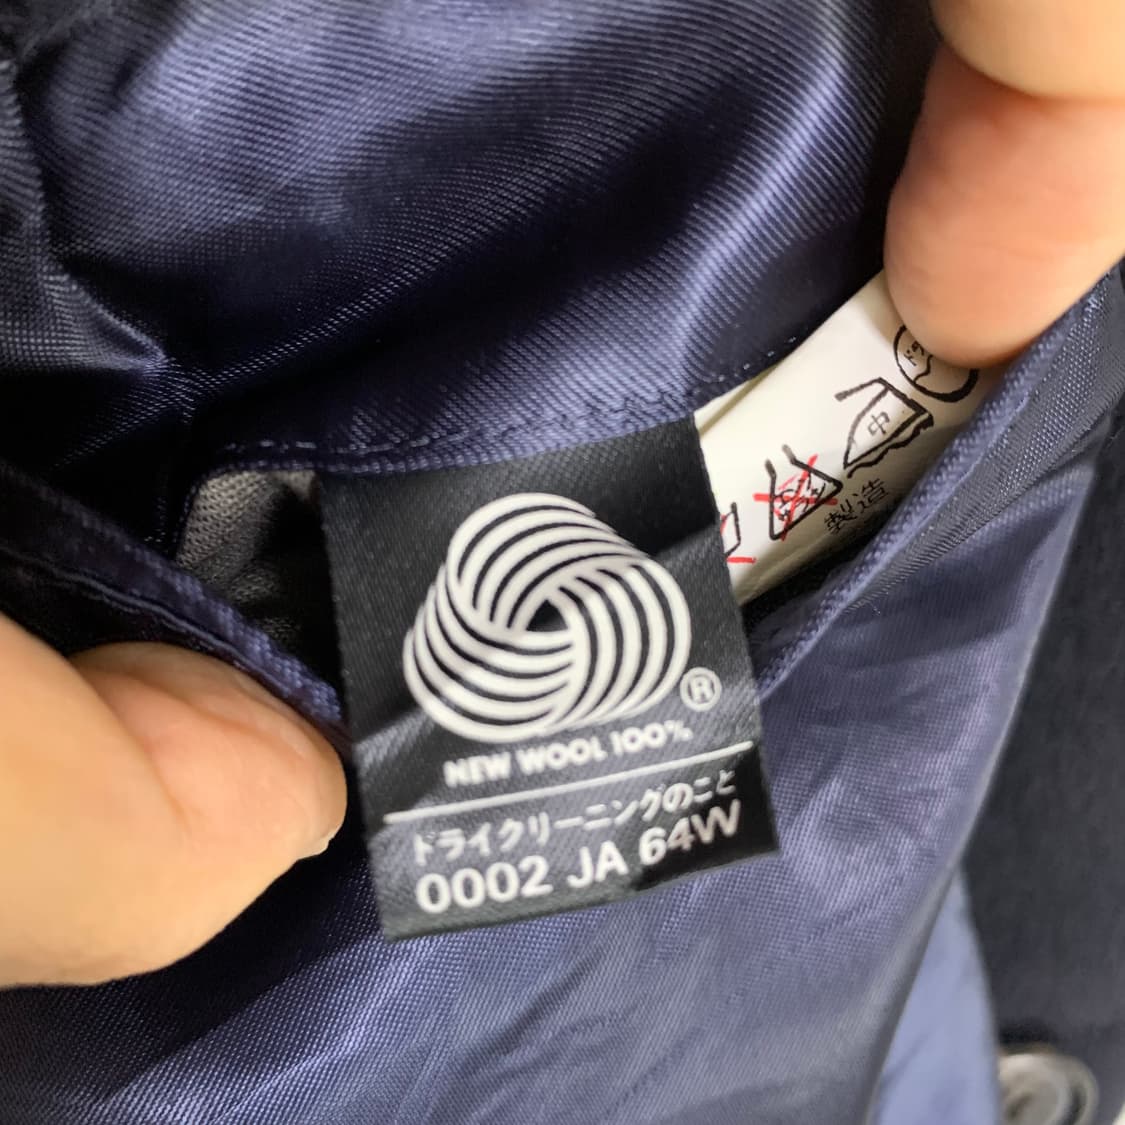 ®
NEW WOOL 100%
ドライクリーニングのこと
0002 JA 64W
中
製造